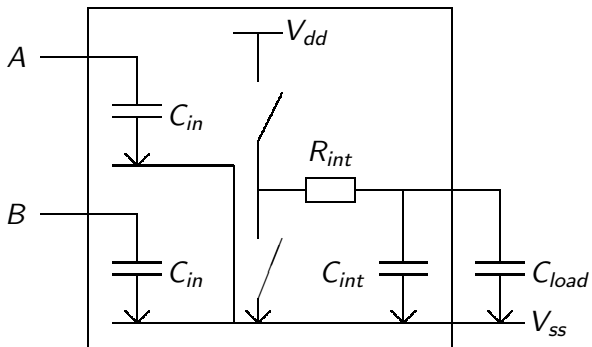 V_dd
A
C_in
R_int
B
C_in
C_int
C_load
V_ss